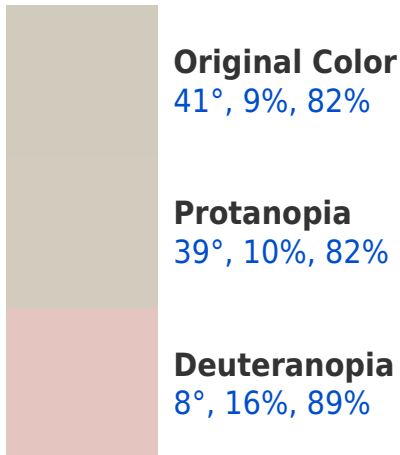 Original Color
41°, 9%, 82%
Protanopia
39°, 10%, 82%
Deuteranopia
8°, 16%, 89%